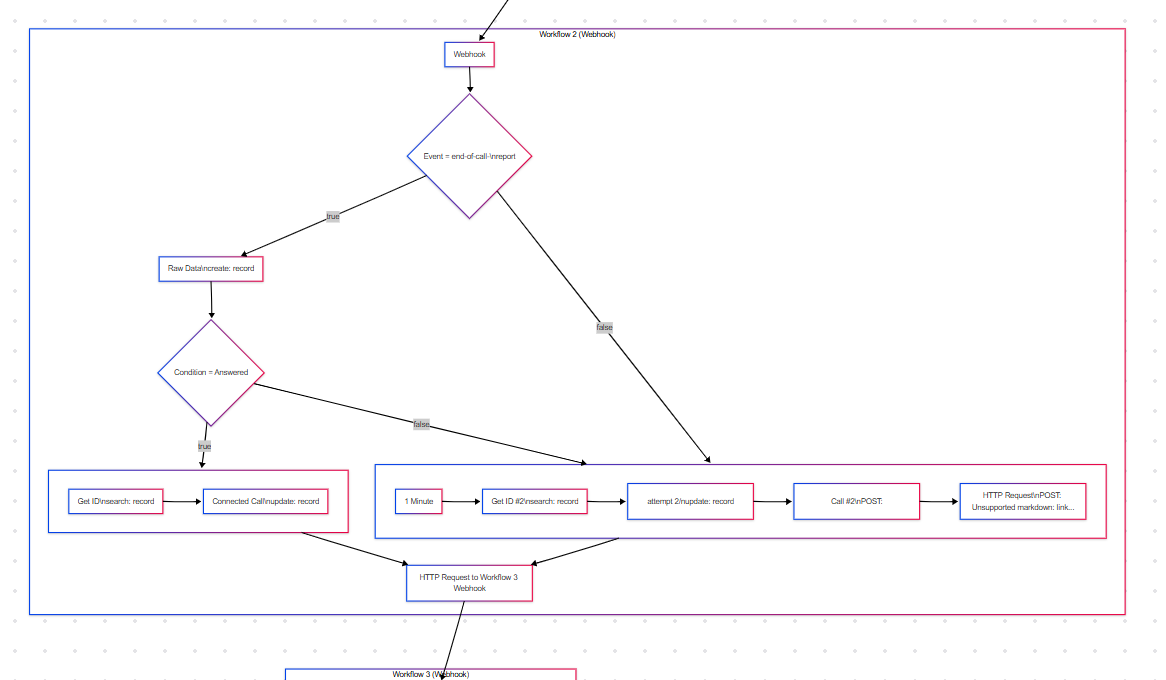 Workflow 2 (Webhook)
Webhook
Event = end-of-call-\nreport
true
false
Raw Data\ncreate: record
Condition = Answered
true
false
Get ID\nsearch: record
Connected Call\nupdate: record
1 Minute
Get ID #2\nsearch: record
attempt 2/nupdate: record
Call #2\nPOST:
HTTP Request\nPOST:
Unsupported markdown: link...
HTTP Request to Workflow 3
Webhook
Workflow 3 (Webhook)